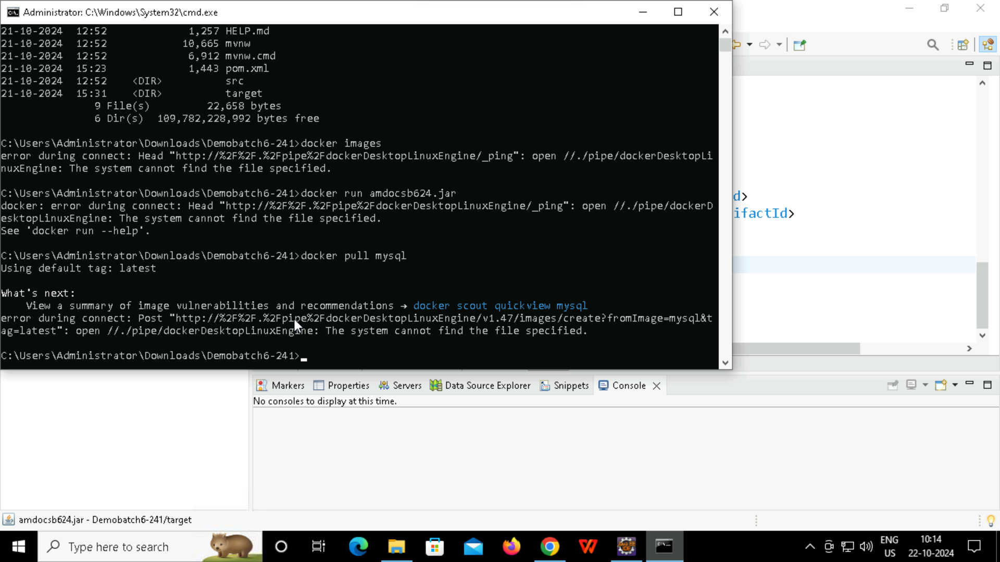 Administrator: C:\Windows\System32\cmd.exe
21-10-2024  12:52             1,257 HELP.md
21-10-2024  12:52            10,665 mvnw
21-10-2024  12:52             6,912 mvnw.cmd
21-10-2024  15:23             1,443 pom.xml
21-10-2024  12:52    <DIR>          src
21-10-2024  15:31    <DIR>          target
9 File(s)         22,658 bytes
6 Dir(s)  109,782,228,992 bytes free
C:\Users\Administrator\Downloads\Demobatch6-241>docker images
error during connect: Head "http://%2F%2F.%2Fpipe%2FdockerDesktopLinuxEngine/_ping": open //./pipe/dockerDesktopLi
nuxEngine: The system cannot find the file specified.
C:\Users\Administrator\Downloads\Demobatch6-241>docker run amdocsb624.jar
docker: error during connect: Head "http://%2F%2F.%2Fpipe%2FdockerDesktopLinuxEngine/_ping": open //./pipe/dockerD
esktopLinuxEngine: The system cannot find the file specified.
See 'docker run --help'.
C:\Users\Administrator\Downloads\Demobatch6-241>docker pull mysql
Using default tag: latest
What's next:
View a summary of image vulnerabilities and recommendations → docker scout quickview mysql
error during connect: Post "http://%2F%2F.%2Fpipe%2FdockerDesktopLinuxEngine/v1.47/images/create?fromImage=mysql&t
ag=latest": open //./pipe/dockerDesktopLinuxEngine: The system cannot find the file specified.
C:\Users\Administrator\Downloads\Demobatch6-241>
d>
ifactId>
Markers Properties Servers Data Source Explorer Snippets Console
No consoles to display at this time.
amdocsb624.jar - Demobatch6-241/target
Type here to search
ENG
US
10:14
22-10-2024